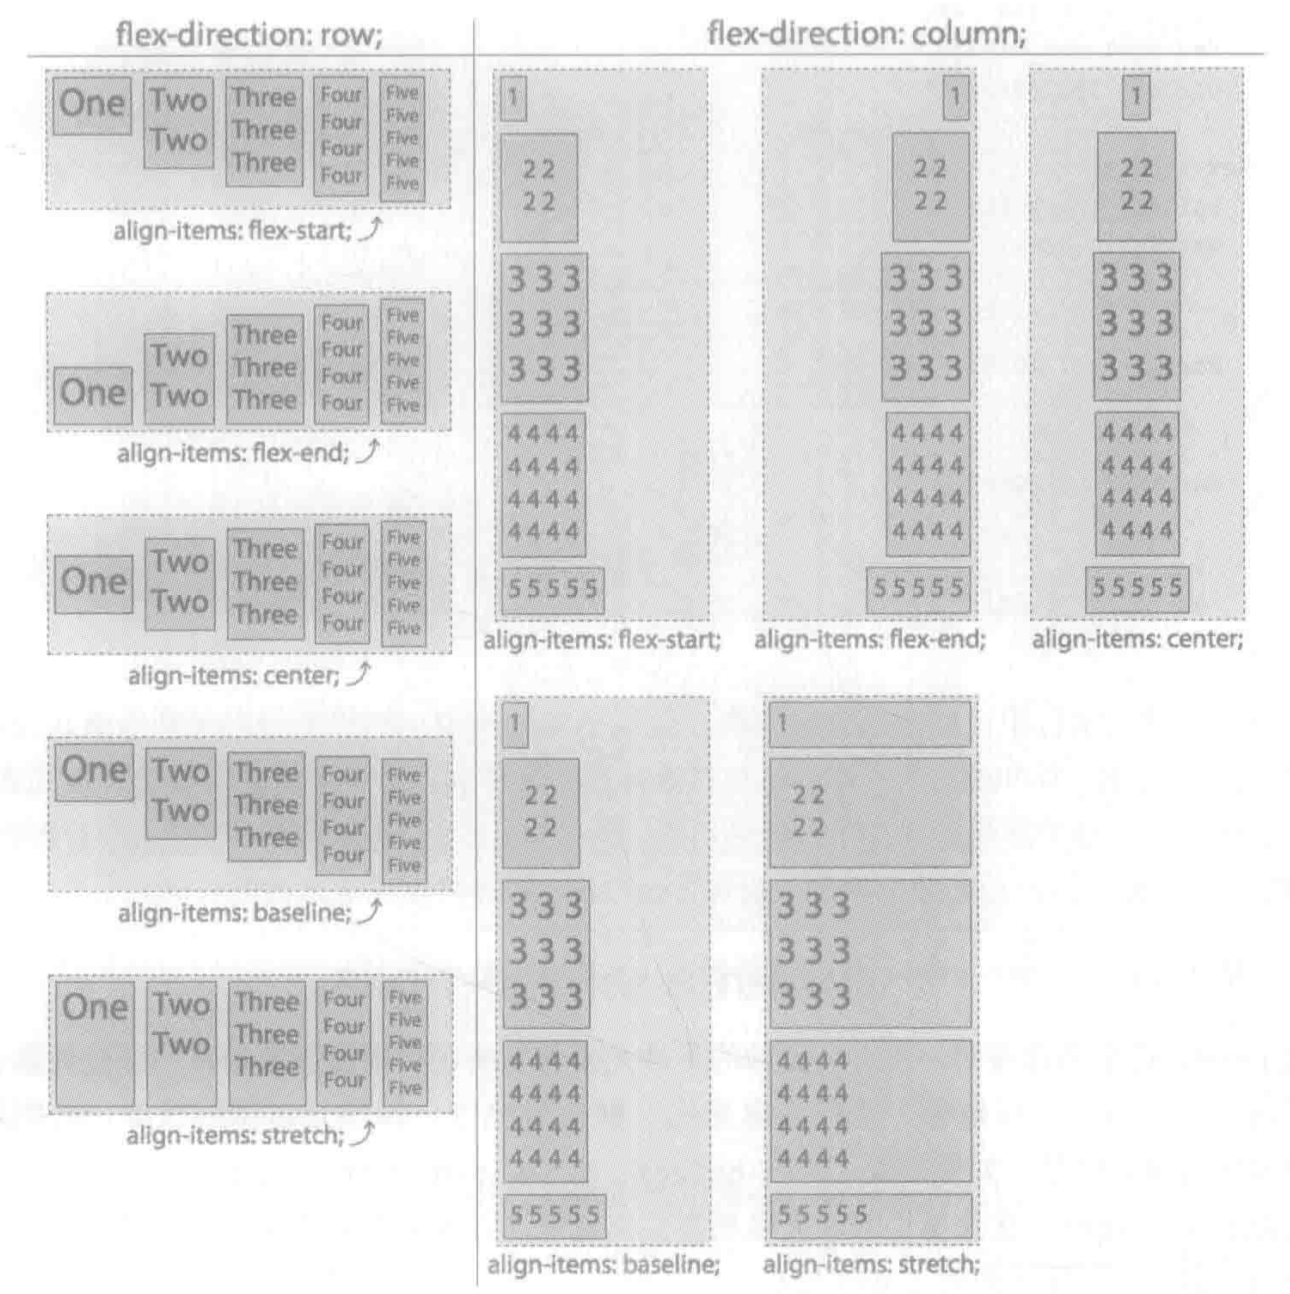 flex-direction: row;
One Two Three Four Five
Two Three Four Five
Three Four Five
Four Five
Five
align-items: flex-start;
One Two Three Four Five
Two Three Four Five
Three Four Five
Four Five
Five
align-items: flex-end;
One Two Three Four Five
Two Three Four Five
Three Four Five
Four Five
Five
align-items: center;
One Two Three Four Five
Two Three Four Five
Three Four Five
Four Five
Five
align-items: baseline;
One Two Three Four Five
Two Three Four Five
Three Four Five
Four Five
Five
align-items: stretch;
flex-direction: column;
1
2 2
2 2
3 3 3
3 3 3
3 3 3
4 4 4 4
4 4 4 4
4 4 4 4
4 4 4 4
5 5 5 5 5
align-items: flex-start;
1
2 2
2 2
3 3 3
3 3 3
3 3 3
4 4 4 4
4 4 4 4
4 4 4 4
4 4 4 4
5 5 5 5 5
align-items: flex-end;
1
2 2
2 2
3 3 3
3 3 3
3 3 3
4 4 4 4
4 4 4 4
4 4 4 4
4 4 4 4
5 5 5 5 5
align-items: center;
1
2 2
2 2
3 3 3
3 3 3
3 3 3
4 4 4 4
4 4 4 4
4 4 4 4
4 4 4 4
5 5 5 5 5
align-items: baseline;
1
2 2
2 2
3 3 3
3 3 3
3 3 3
4 4 4 4
4 4 4 4
4 4 4 4
4 4 4 4
5 5 5 5 5
align-items: stretch;